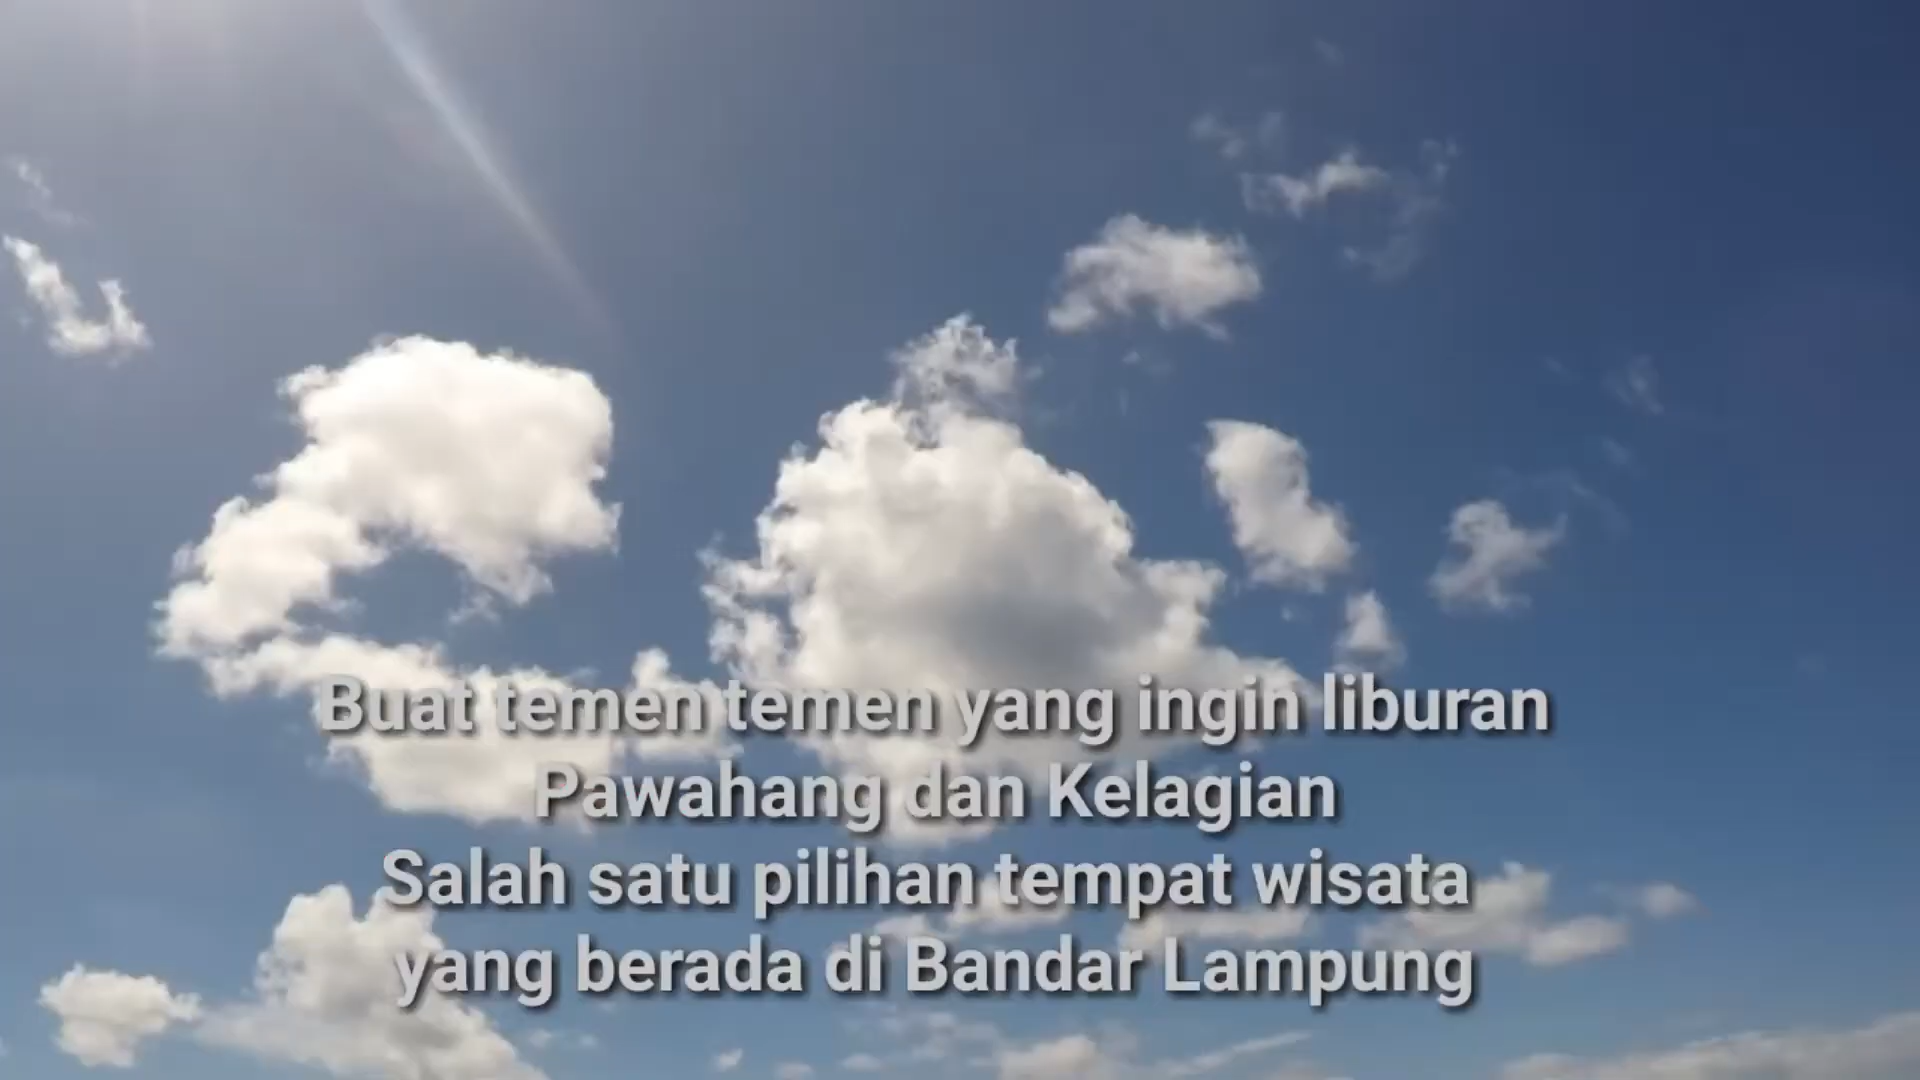 Buat temen temen yang ingin liburan
Pawahang dan Kelagian
Salah satu pilihan tempat wisata
yang berada di Bandar Lampung